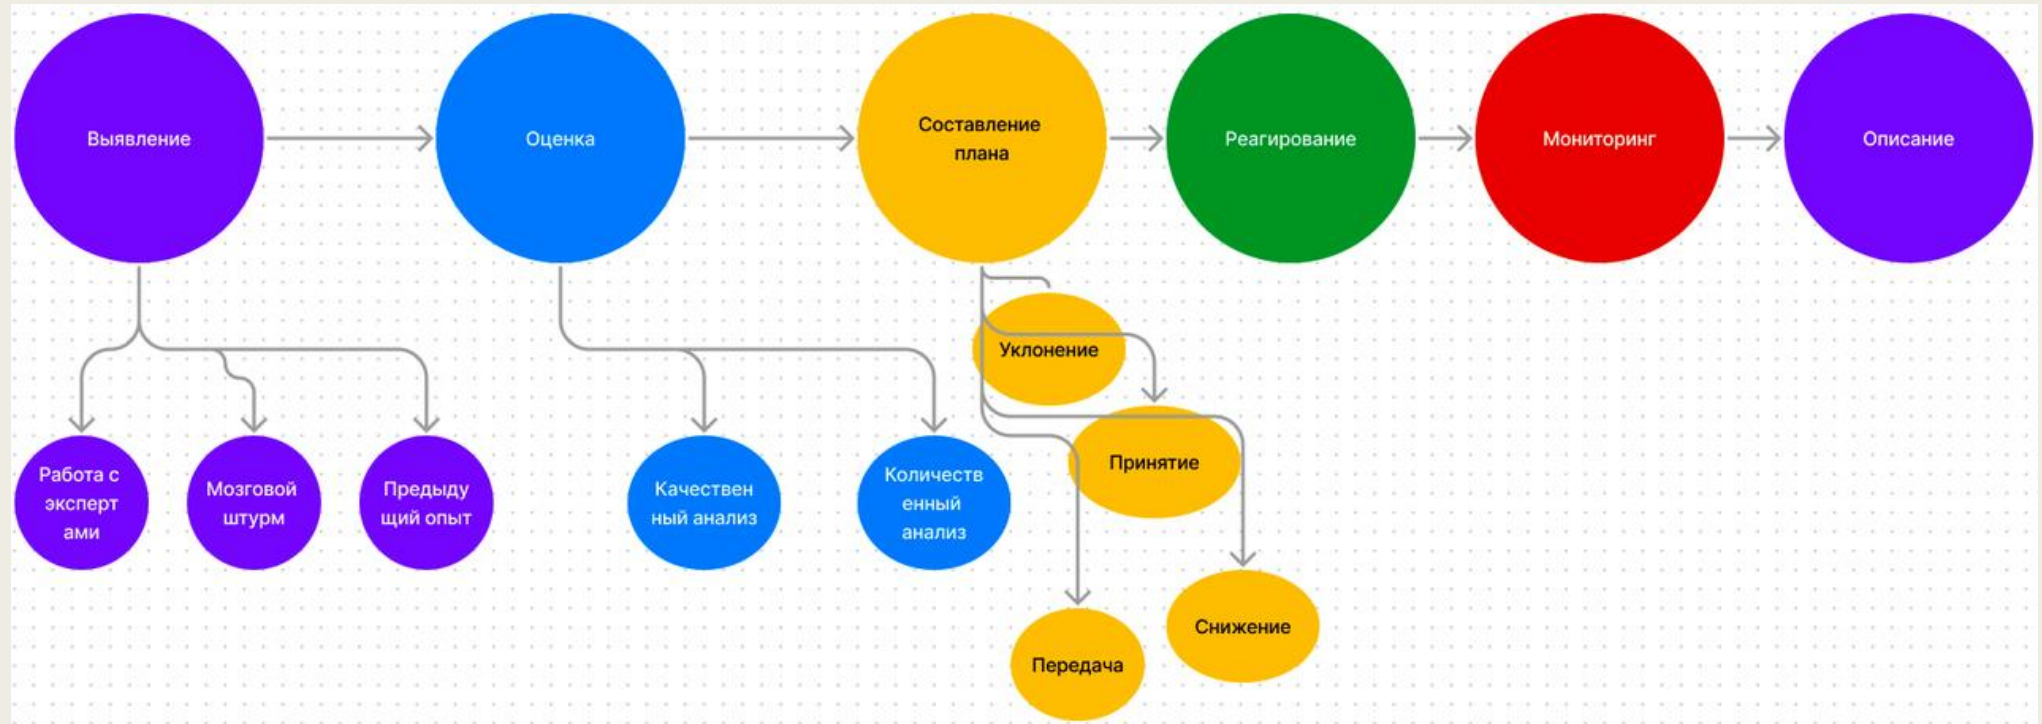 Выявление
Оценка
Составление
плана
Реагирование
Мониторинг
Описание
Работа с
эксперт
ами
Мозговой
штурм
Предыду
щий опыт
Качествен
ный анализ
Количеств
енный
анализ
Уклонение
Принятие
Снижение
Передача